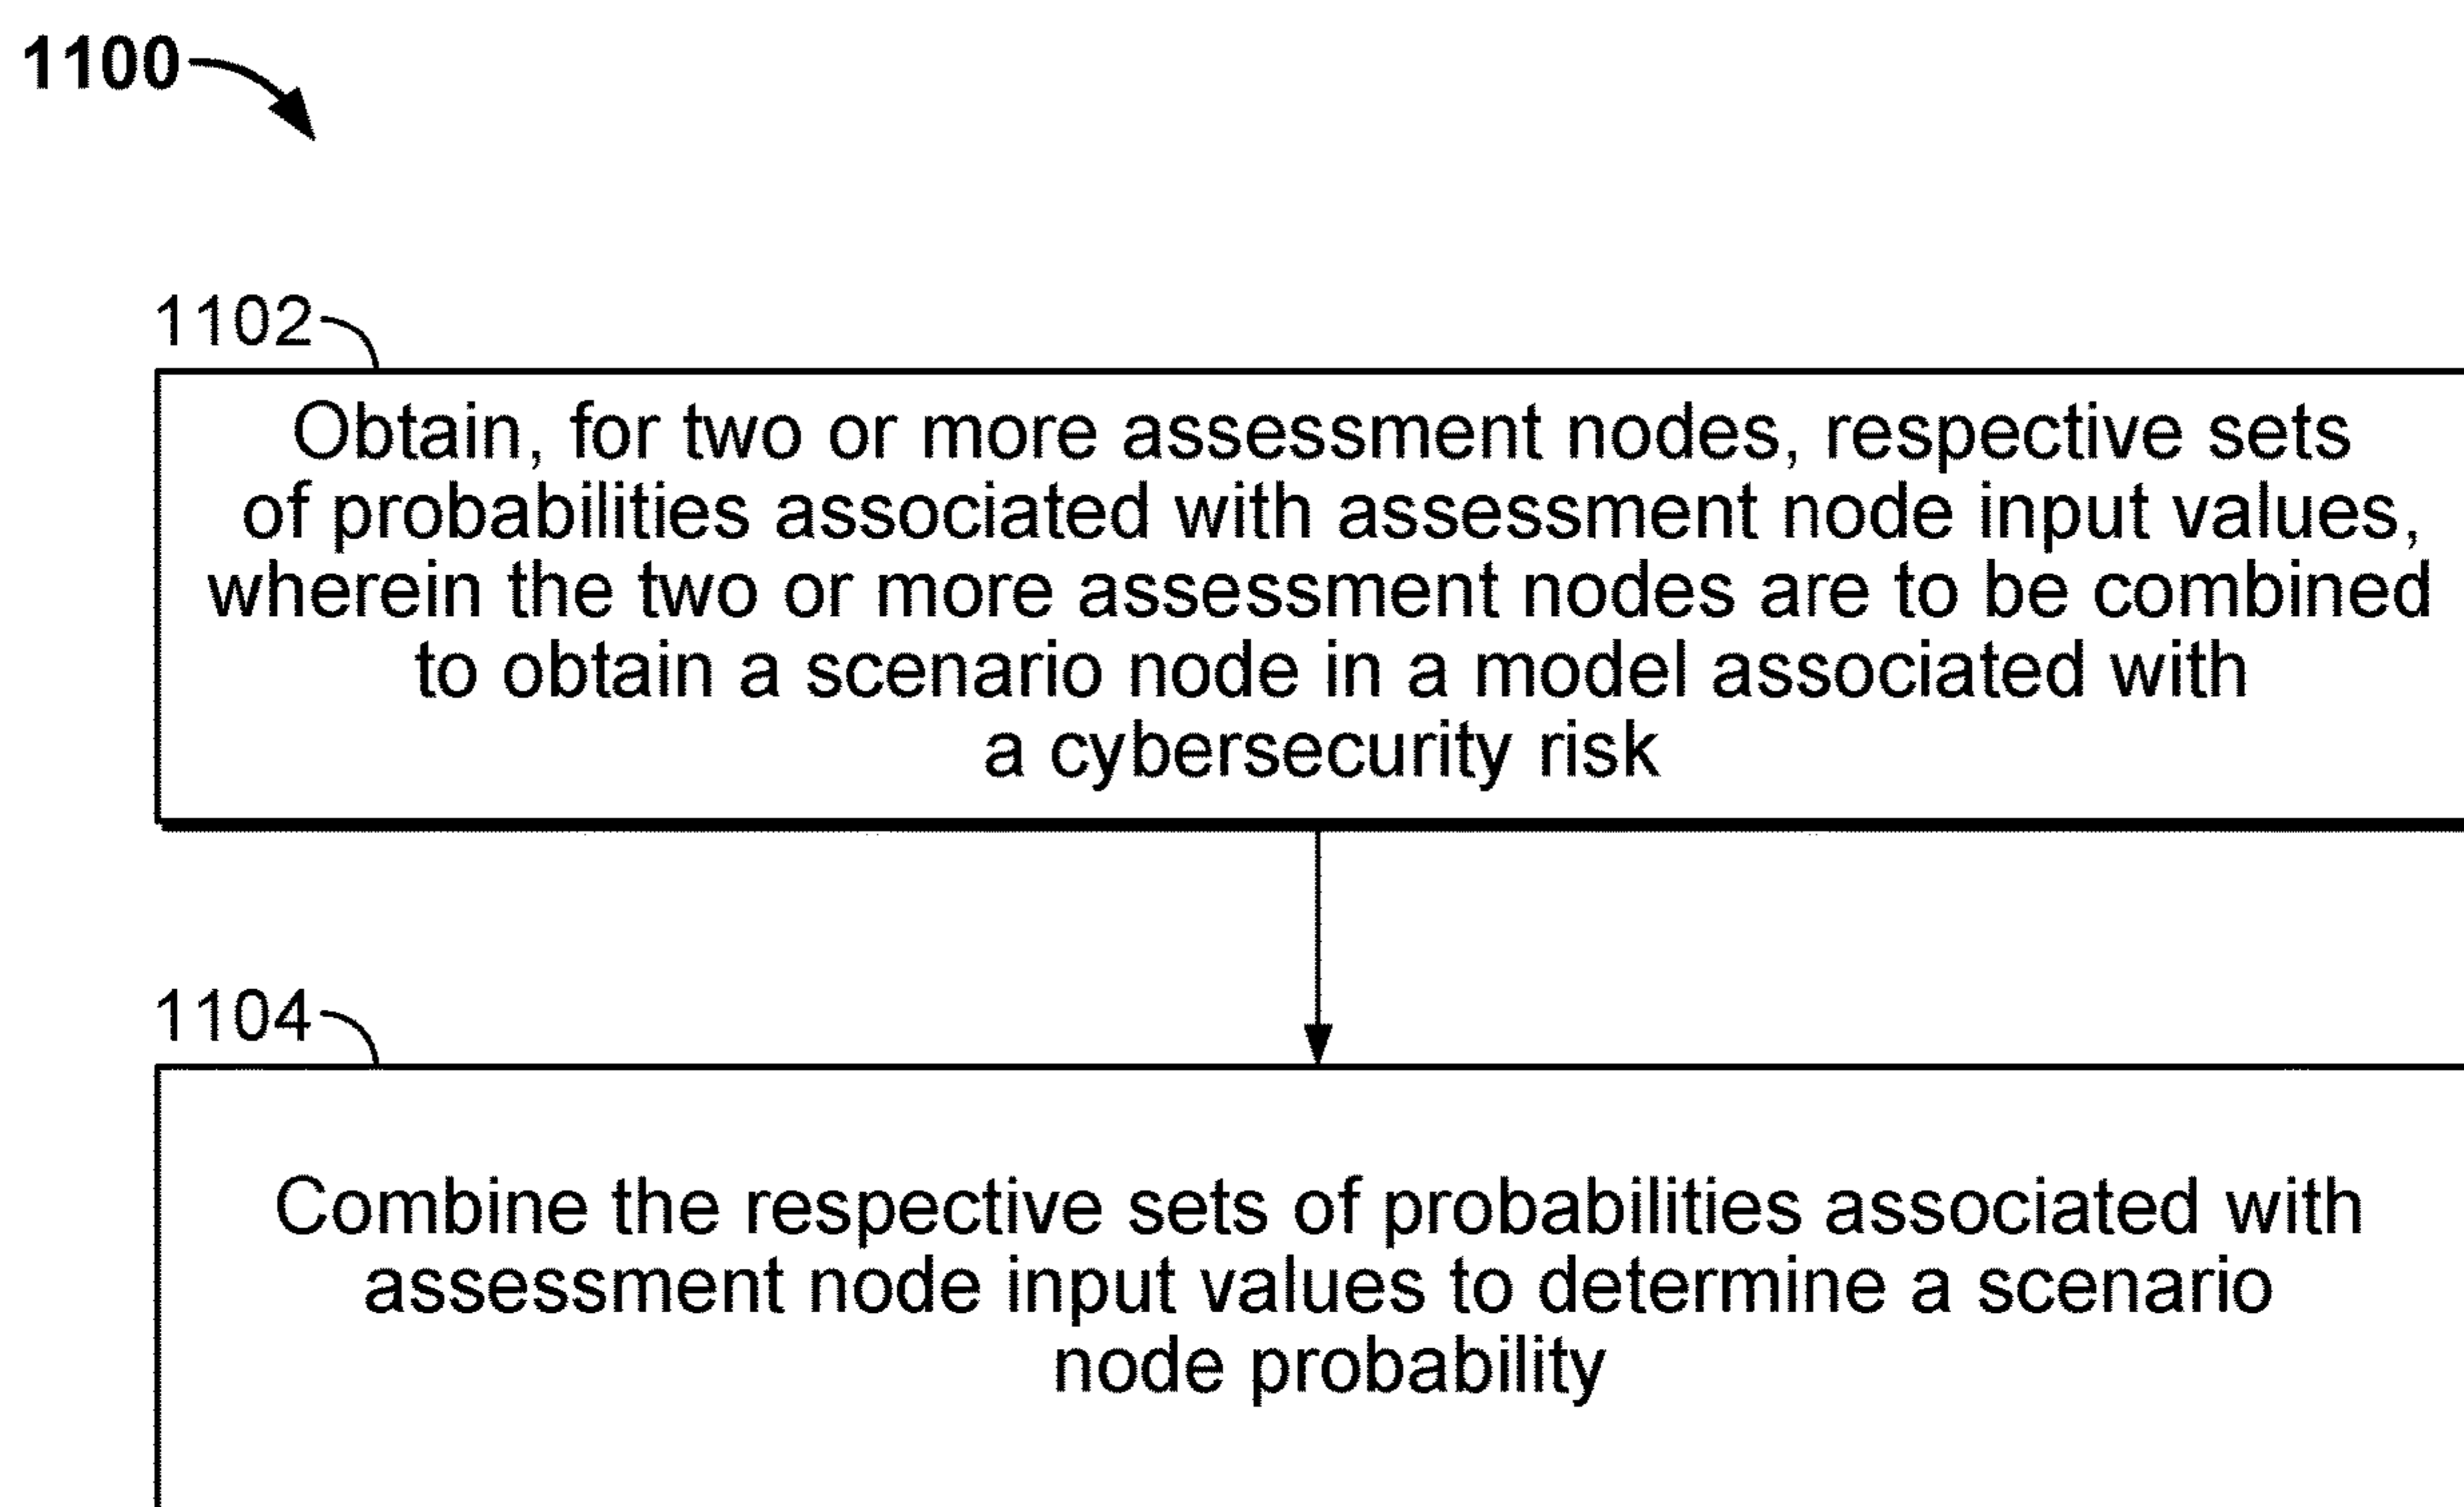 1100
1102
Obtain, for two or more assessment nodes, respective sets
of probabilities associated with assessment node input values,
wherein the two or more assessment nodes are to be combined
to obtain a scenario node in a model associated with
a cybersecurity risk
1104
Combine the respective sets of probabilities associated with
assessment node input values to determine a scenario
node probability